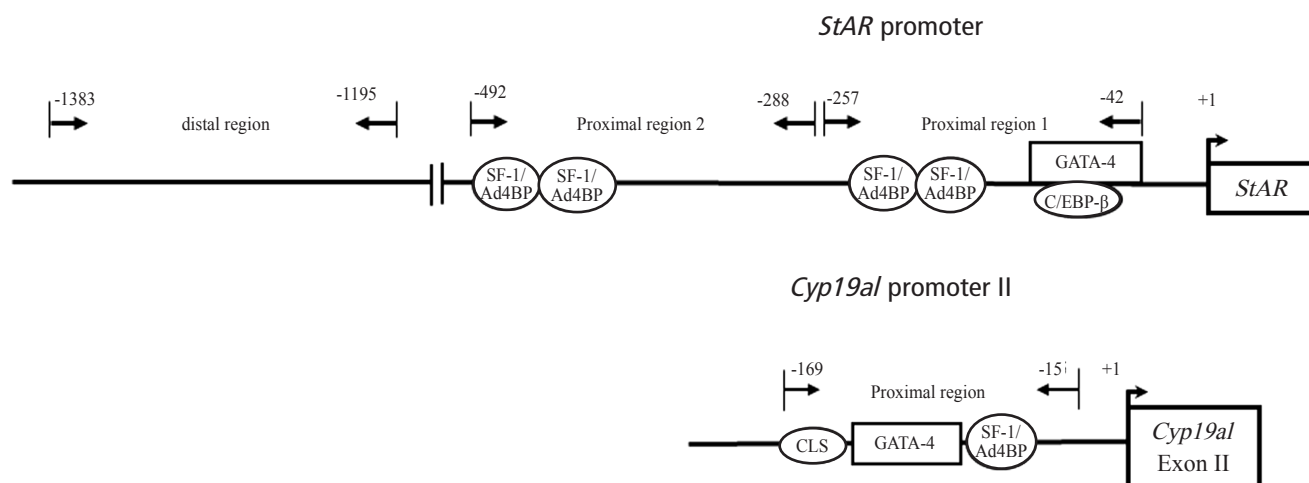 StAR promoter
-1383
-1195
-492
-288
-257
-42
+1
distal region
Proximal region 2
Proximal region 1
SF-1/
Ad4BP
SF-1/
Ad4BP
SF-1/
Ad4BP
SF-1/
Ad4BP
GATA-4
C/EBP-β
StAR
Cyp19al promoter II
-169
-15
+1
Proximal region
CLS
GATA-4
SF-1/
Ad4BP
Cyp19al
Exon II